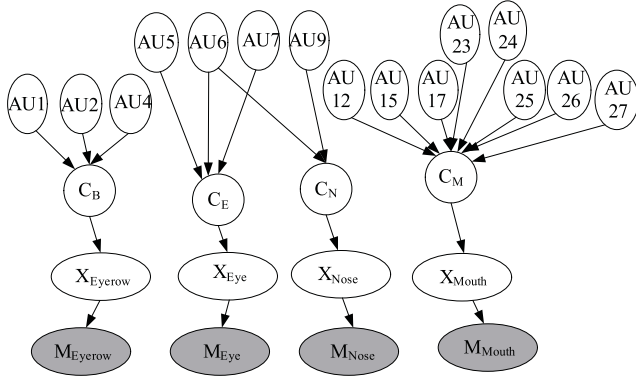 AU5 AU6 AU7 AU9
AU 23
AU 24
AU 12
AU 15
AU 17
AU 25
AU 26
AU 27
AU1 AU2 AU4
C_B C_E C_N C_M
X_Eyerow X_Eye X_Nose X_Mouth
M_Eyerow M_Eye M_Nose M_Mouth